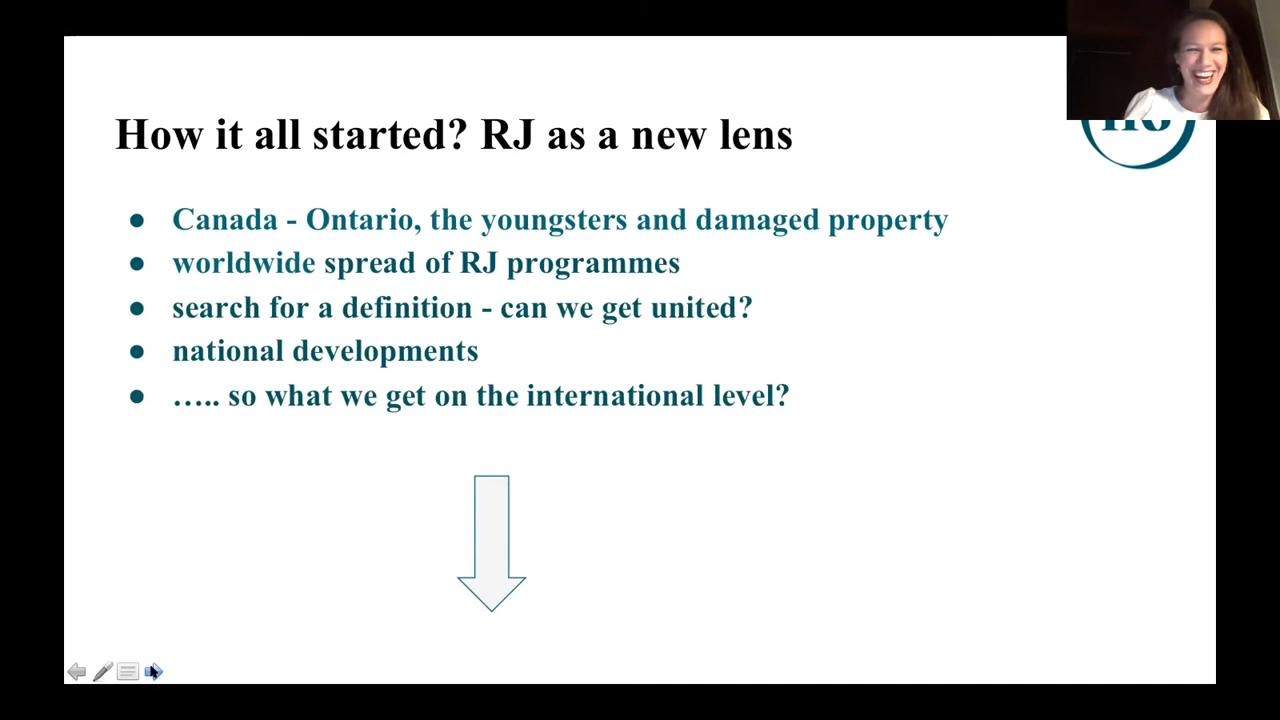 How it all started? RJ as a new lens
● Canada - Ontario, the youngsters and damaged property
● worldwide spread of RJ programmes
● search for a definition - can we get united?
● national developments
● ….. so what we get on the international level?